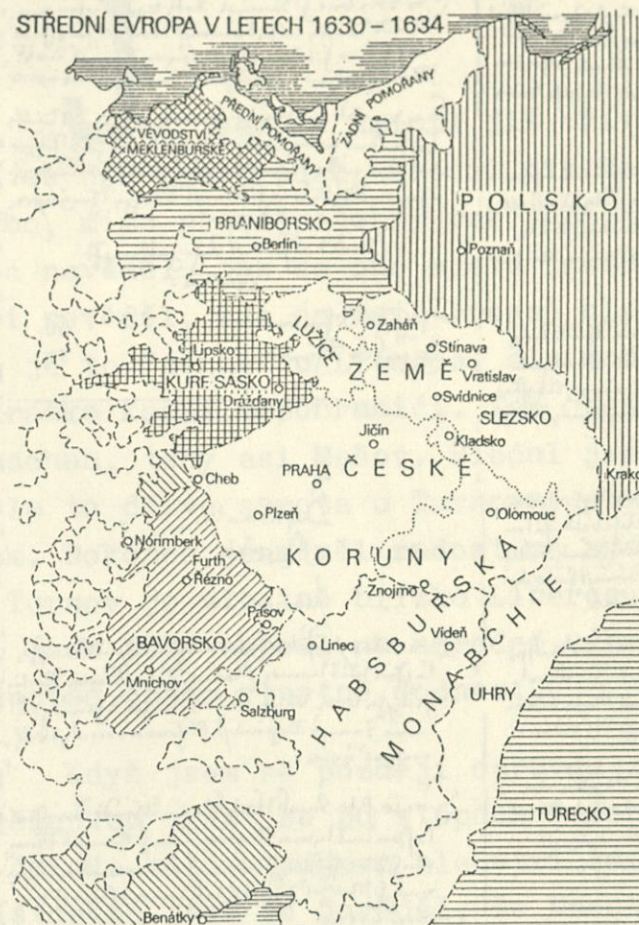 STŘEDNÍ EVROPA V LETECH 1630–1634
VÉVODSTVÍ
MEKLENBURSKÉ
PŘEDNÍ POMOŘANY
ZADNÍ POMOŘANY
POLSKO
BRANIBORSKO
Berlín
Poznaň
LUŽICE
Zaháň
Lipsko
Stínava
ZEMĚ
Vratislav
KURF. SASKO
Drážďany
Svídnice
SLEZSKO
Jičín
Kladsko
Cheb
PRAHA
ČESKÉ
Krako
Plzeň
Olomouc
Norimberk
KORUNY
Furth
Řezno
Znojmo
Pasov
HABSBURSKÁ
MONARCHIE
Vídeň
BAVORSKO
Linec
Mnichov
UHRY
Salzburg
TURECKO
Benátky